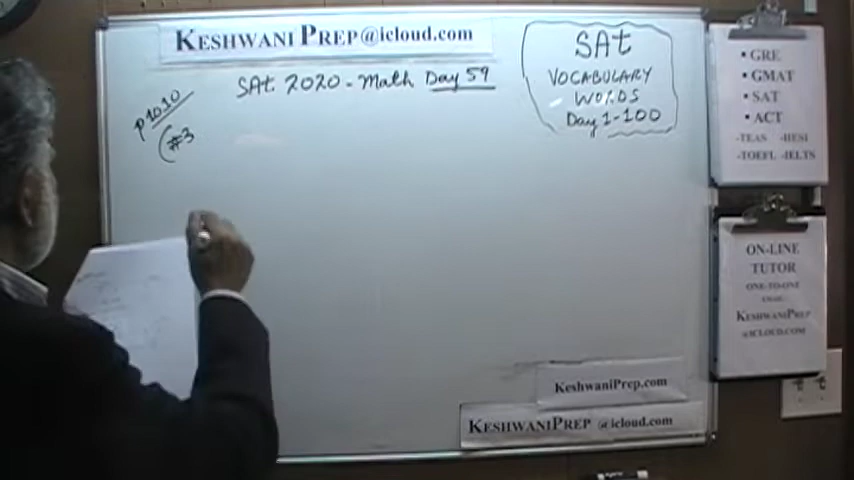 KESHWANI PREP@icloud.com
SAt 2020 - Math Day 59
p1010
#3
SAt
VOCABULARY
WORDS
Day 1-100
• GRE
• GMAT
• SAT
• ACT
-TEAS -HESI
-TOEFL -IELTS
ON-LINE
TUTOR
ONE-TO-ONE
KESHWANIPREP
@ICLOUD.COM
KeshwaniPrep.com
KESHWANIPREP @icloud.com